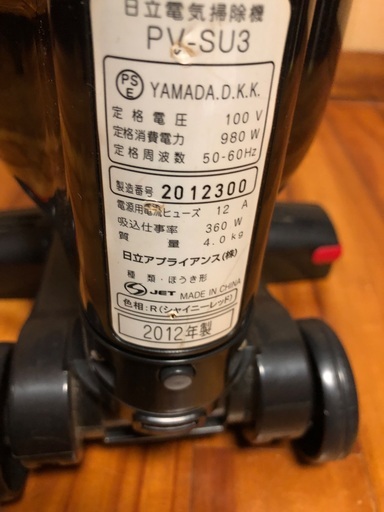 日立電気掃除機
PV-SU3
PS
E
YAMADA.D.K.K.
定格電圧 100 V
定格消費電力 980 W
定格周波数 50-60Hz
製造番号 2012300
電源用電流ヒューズ 12 A
吸込仕事率 360 W
質量 4.0 kg
日立アプライアンス(株)
種類・ほうき形
JET MADE IN CHINA
色相:R(シャイニーレッド)
2012年製